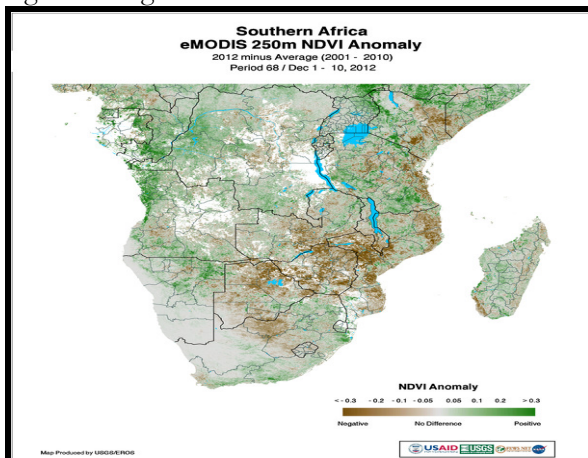 Southern Africa
eMODIS 250m NDVI Anomaly
2012 minus Average (2001 - 2010)
Period 68 / Dec 1 - 10, 2012
NDVI Anomaly
< - 0.3 - 0.2 - 0.1 - 0.05 0.05 0.1 0.2 > 0.3
Negative No Difference Positive
Map Produced by USGS/EROS
USAID USGS NASA